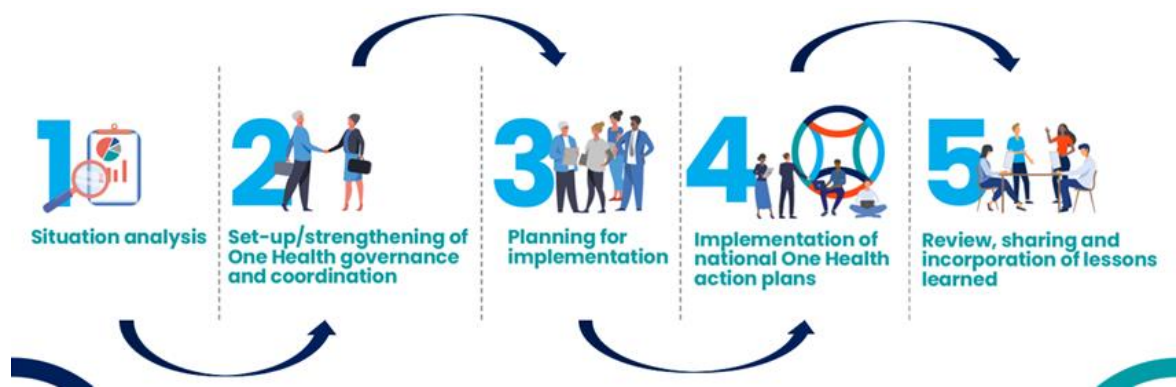 1
Situation analysis
2
Set-up/strengthening of
One Health governance
and coordination
3
Planning for
implementation
4
Implementation of
national One Health
action plans
5
Review, sharing and
incorporation of lessons
learned